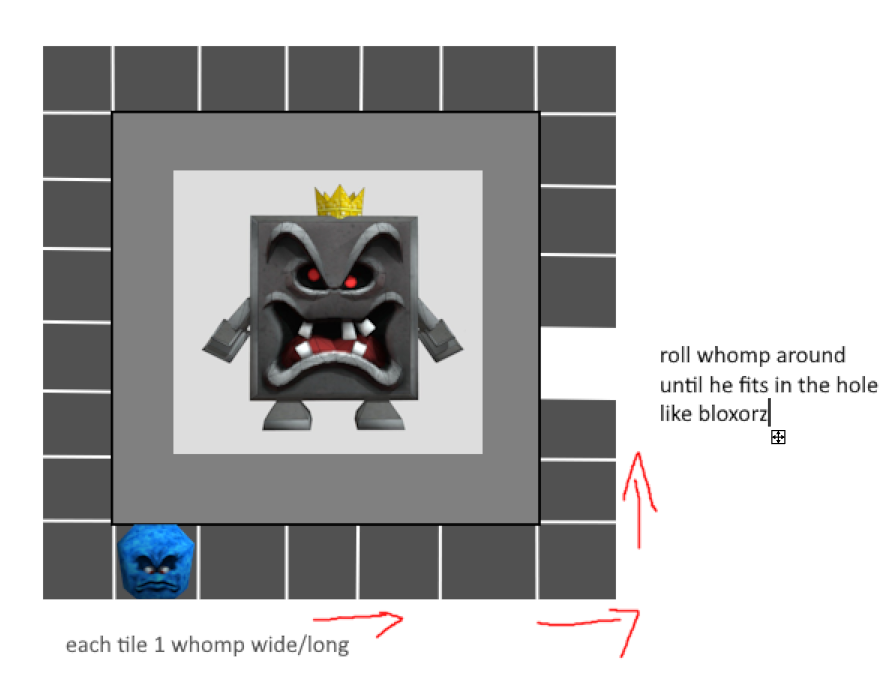 roll whomp around
until he fits in the hole
like bloxorz
each tile 1 whomp wide/long